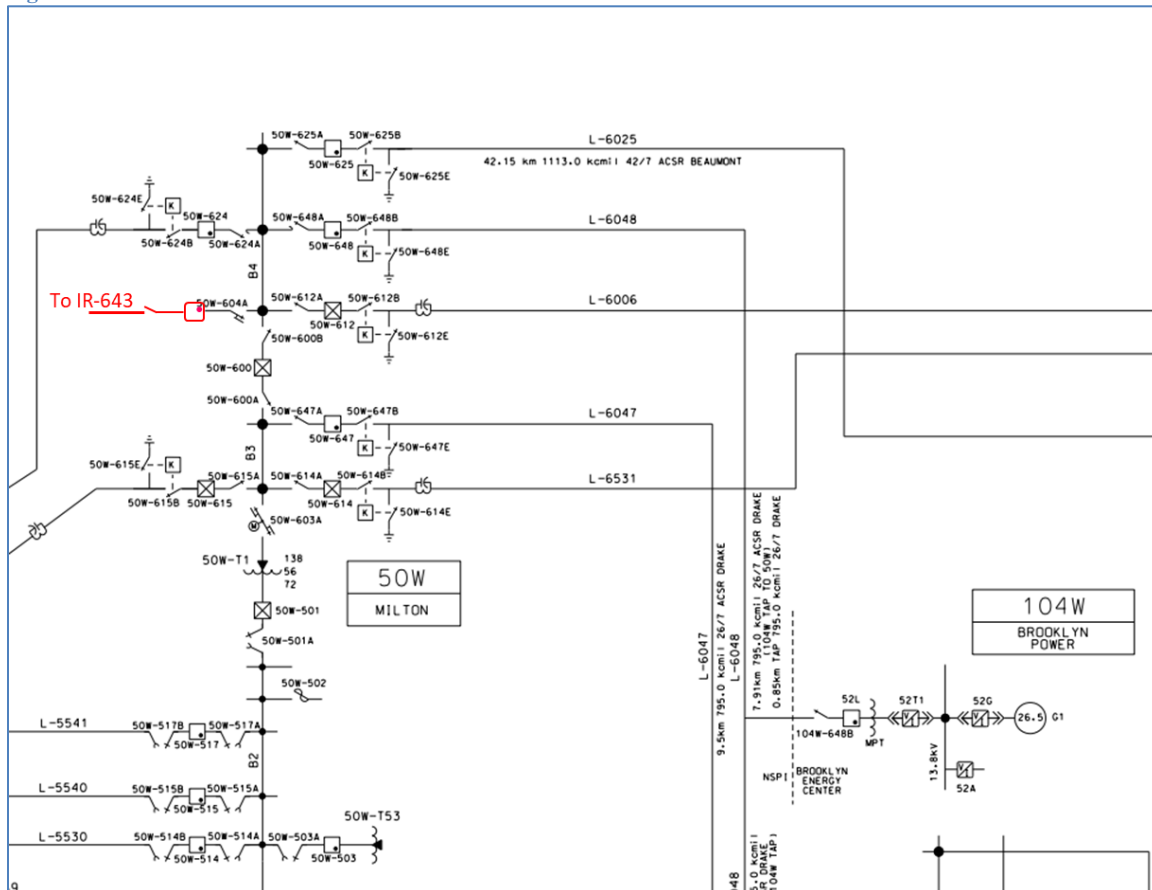 50W-625A
50W-625B
L-6025
50W-625
42.15 km 1113.0 kcmil 42/7 ACSR BEAUMONT
K
50W-625E
50W-624E
K
50W-624
50W-624B
50W-624A
50W-648A
50W-648B
L-6048
50W-648
K
50W-648E
B4
To IR-643
50W-604A
50W-612A
50W-612B
L-6006
50W-612
K
50W-612E
50W-600B
50W-600
50W-600A
50W-647A
50W-647B
L-6047
50W-647
K
50W-647E
B3
50W-615E
K
50W-615A
50W-615B
50W-615
50W-614A
50W-614B
L-6531
50W-614
K
50W-614E
M
50W-603A
50W-T1
138
56
72
50W
MILTON
50W-501
50W-501A
50W-502
L-5541
50W-517B
50W-517A
50W-517
B2
L-5540
50W-515B
50W-515A
50W-515
L-5530
50W-514B
50W-514A
50W-514
50W-503A
50W-503
50W-T53
L-6047
9.5km 795.0 kcmil 26/7 ACSR DRAKE
L-6048
7.91km 795.0 kcmil 26/7 ACSR DRAKE
(104W TAP TO 50W)
0.85km TAP 795.0 kcmil 26/7 DRAKE
104W
BROOKLYN
POWER
52L
52T1
52G
26.5
G1
104W-648B
MPT
13.8kV
52A
NSPI
BROOKLYN
ENERGY
CENTER